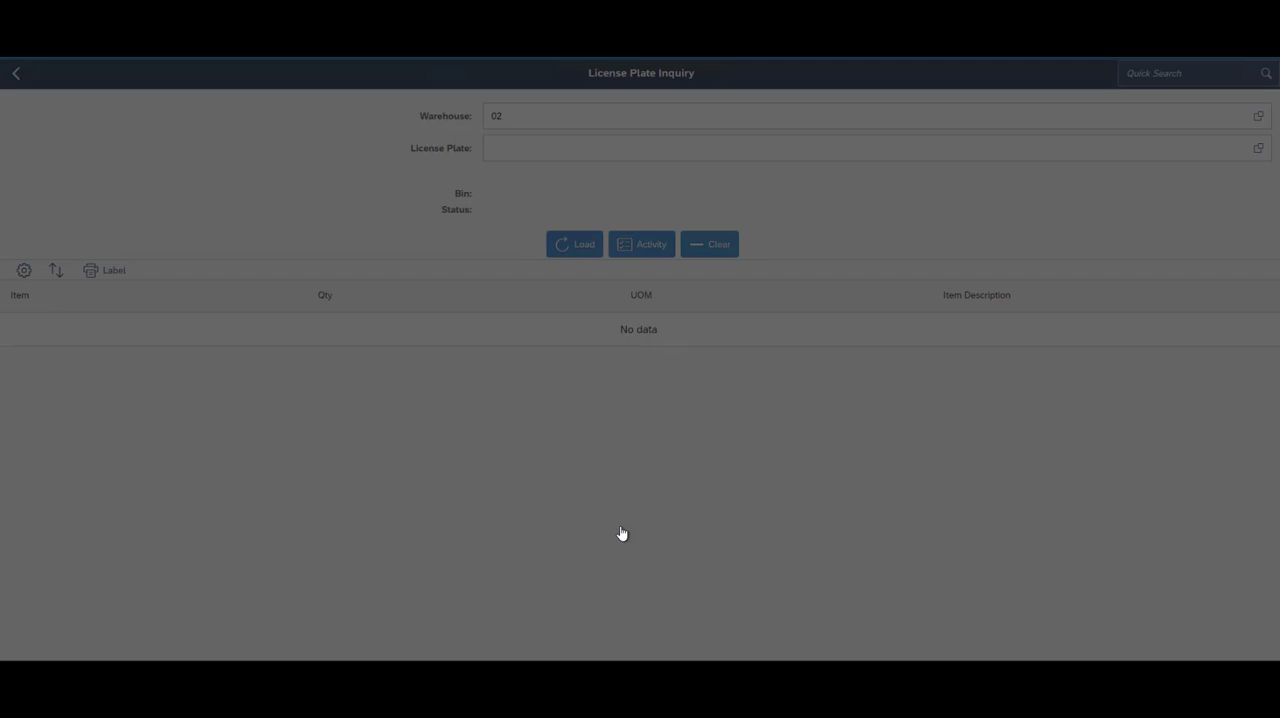 License Plate Inquiry
Quick Search
Warehouse: 02
License Plate:
Bin:
Status:
Load Activity Clear
Label
Item Qty UOM Item Description
No data